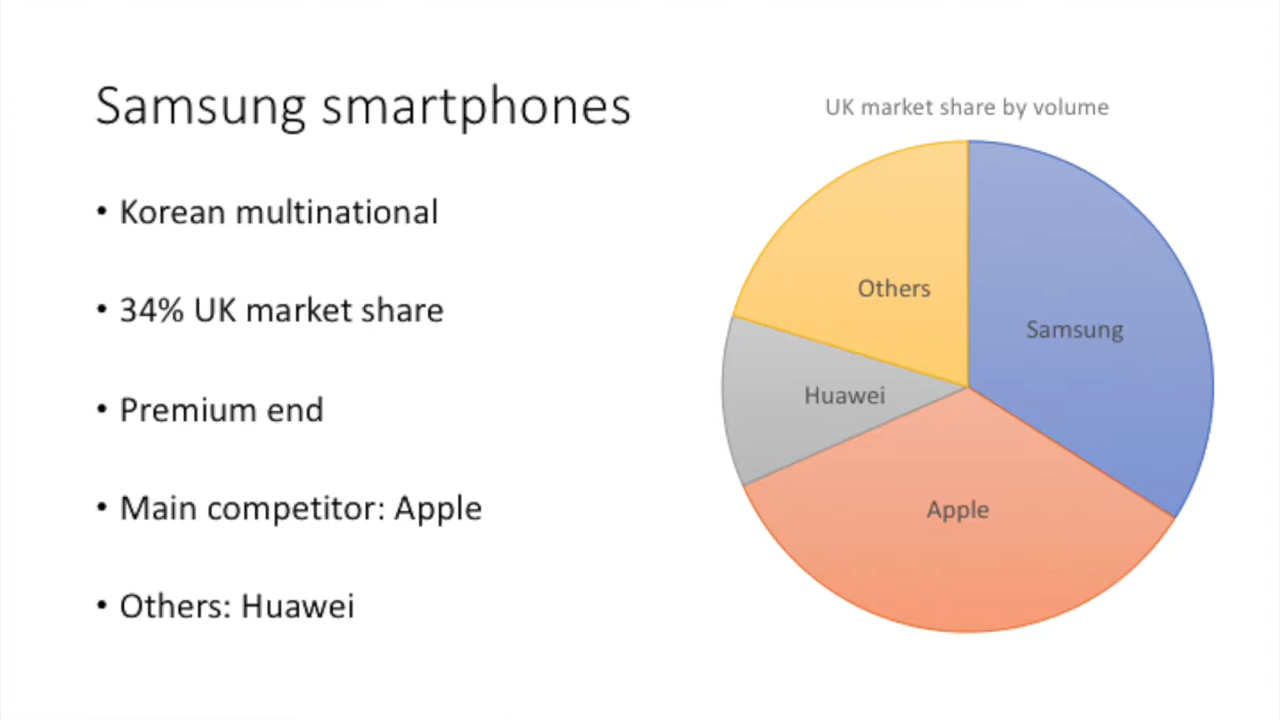 Samsung smartphones
• Korean multinational
• 34% UK market share
• Premium end
• Main competitor: Apple
• Others: Huawei
UK market share by volume
Others
Samsung
Huawei
Apple